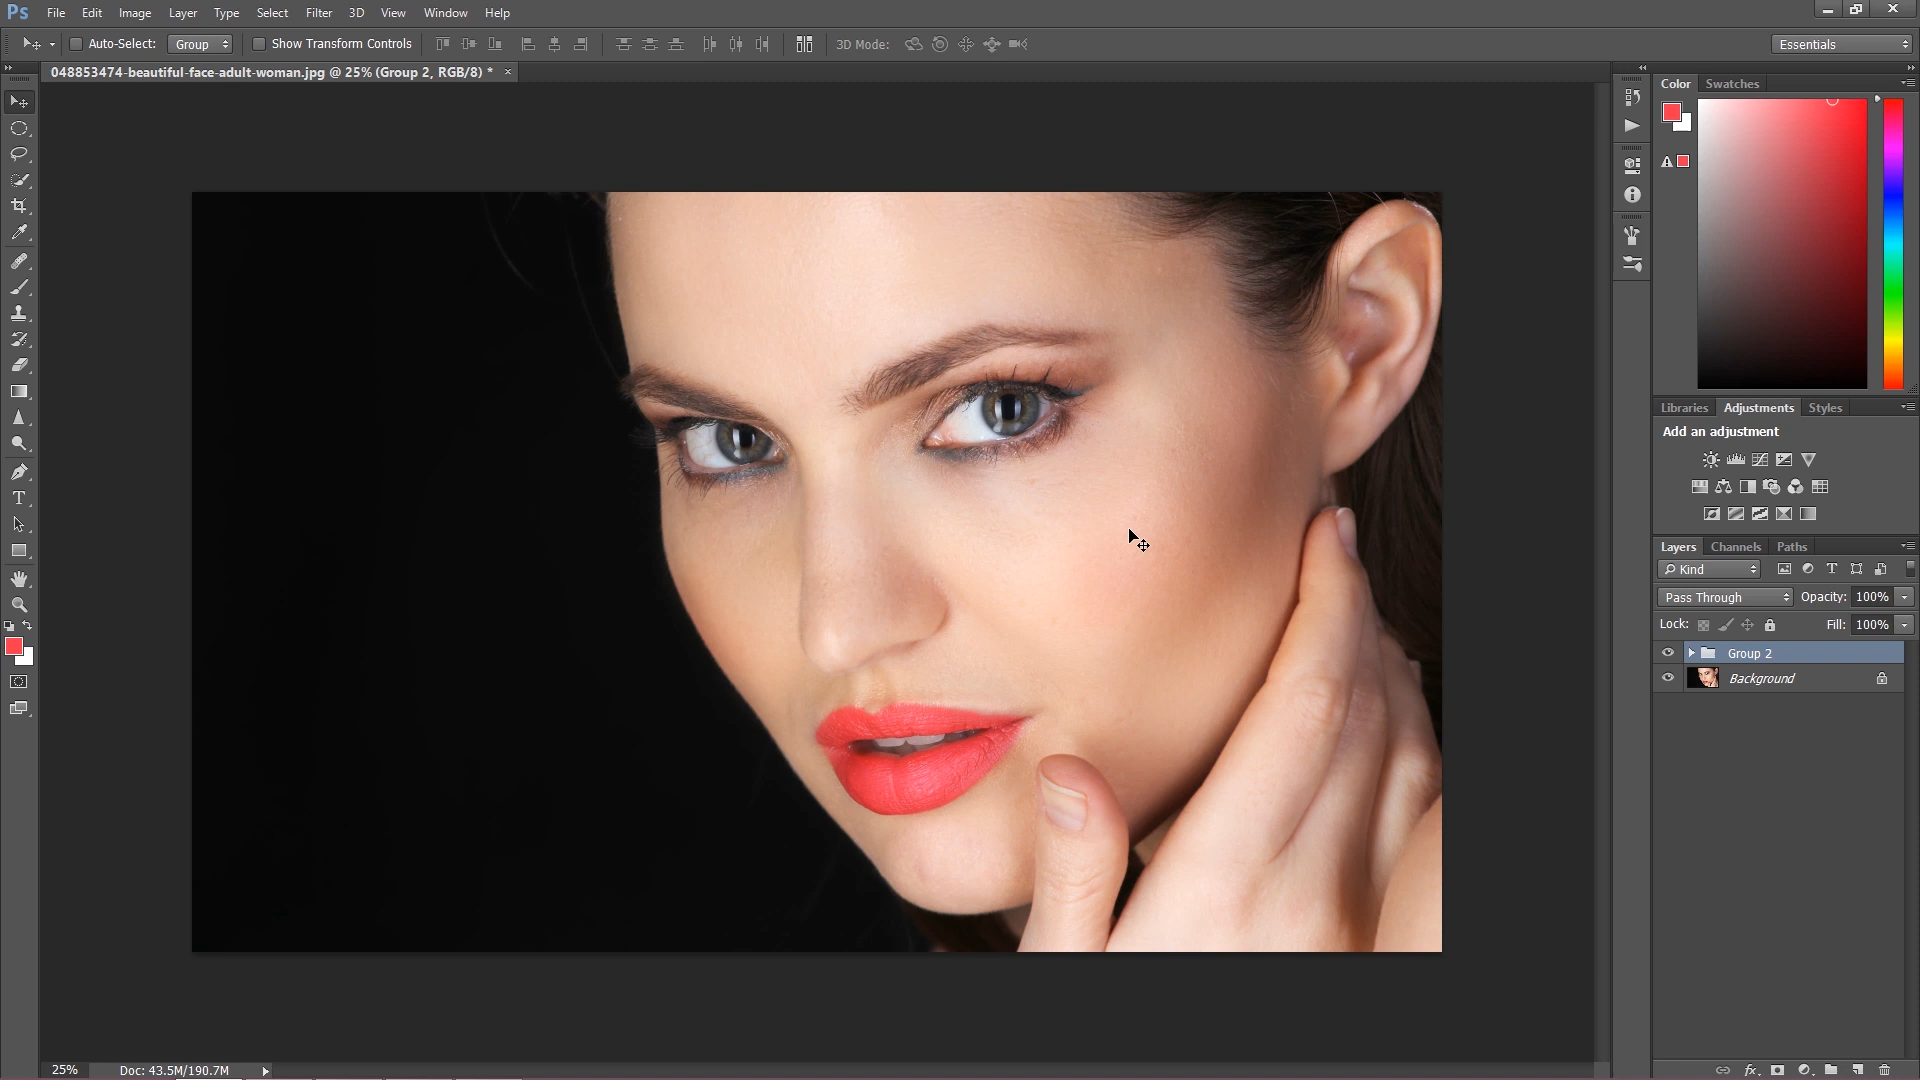 Ps File Edit Image Layer Type Select Filter 3D View Window Help
Auto-Select: Group Show Transform Controls 3D Mode: Essentials
048853474-beautiful-face-adult-woman.jpg @ 25% (Group 2, RGB/8) * ×
Color Swatches
Libraries Adjustments Styles
Add an adjustment
Layers Channels Paths
Kind
Pass Through Opacity: 100%
Lock: Fill: 100%
Group 2
Background
25% Doc: 43.5M/190.7M